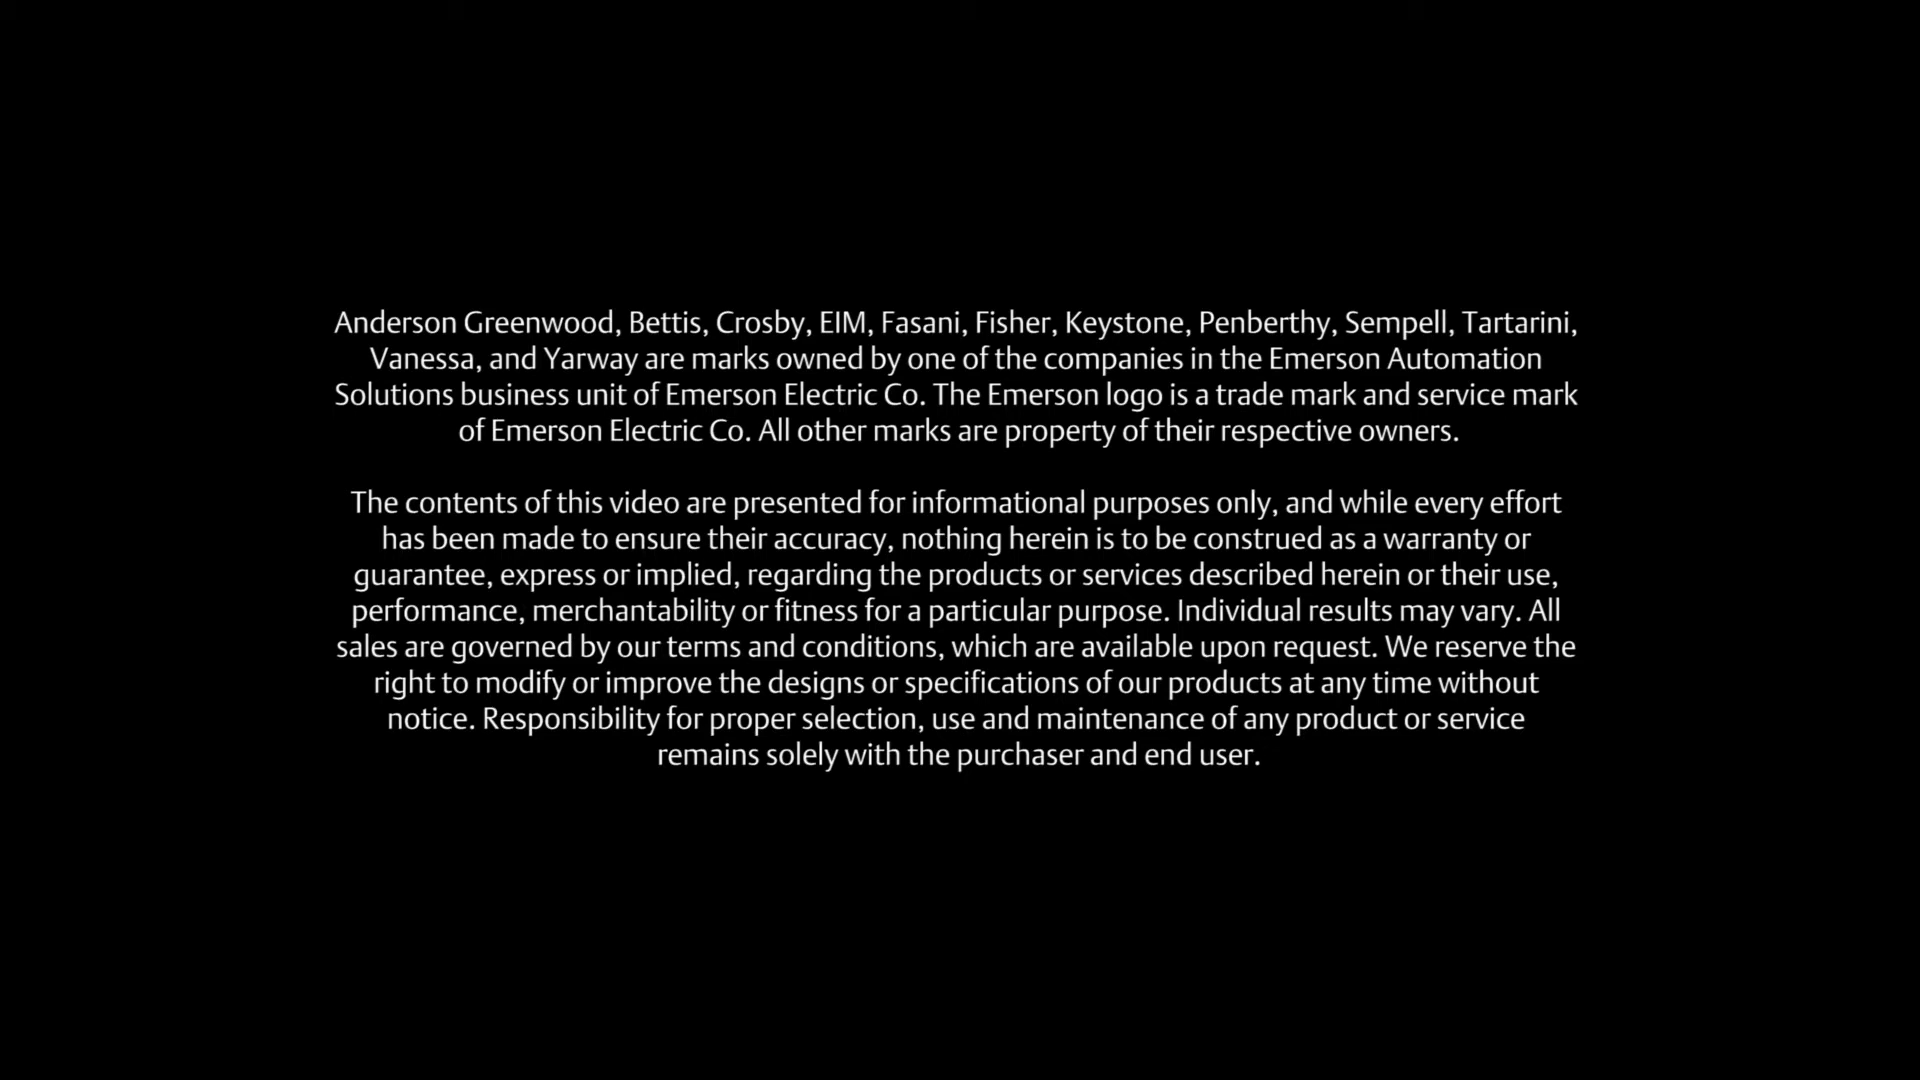 Anderson Greenwood, Bettis, Crosby, EIM, Fasani, Fisher, Keystone, Penberthy, Sempell, Tartarini,
Vanessa, and Yarway are marks owned by one of the companies in the Emerson Automation
Solutions business unit of Emerson Electric Co. The Emerson logo is a trade mark and service mark
of Emerson Electric Co. All other marks are property of their respective owners.
The contents of this video are presented for informational purposes only, and while every effort
has been made to ensure their accuracy, nothing herein is to be construed as a warranty or
guarantee, express or implied, regarding the products or services described herein or their use,
performance, merchantability or fitness for a particular purpose. Individual results may vary. All
sales are governed by our terms and conditions, which are available upon request. We reserve the
right to modify or improve the designs or specifications of our products at any time without
notice. Responsibility for proper selection, use and maintenance of any product or service
remains solely with the purchaser and end user.